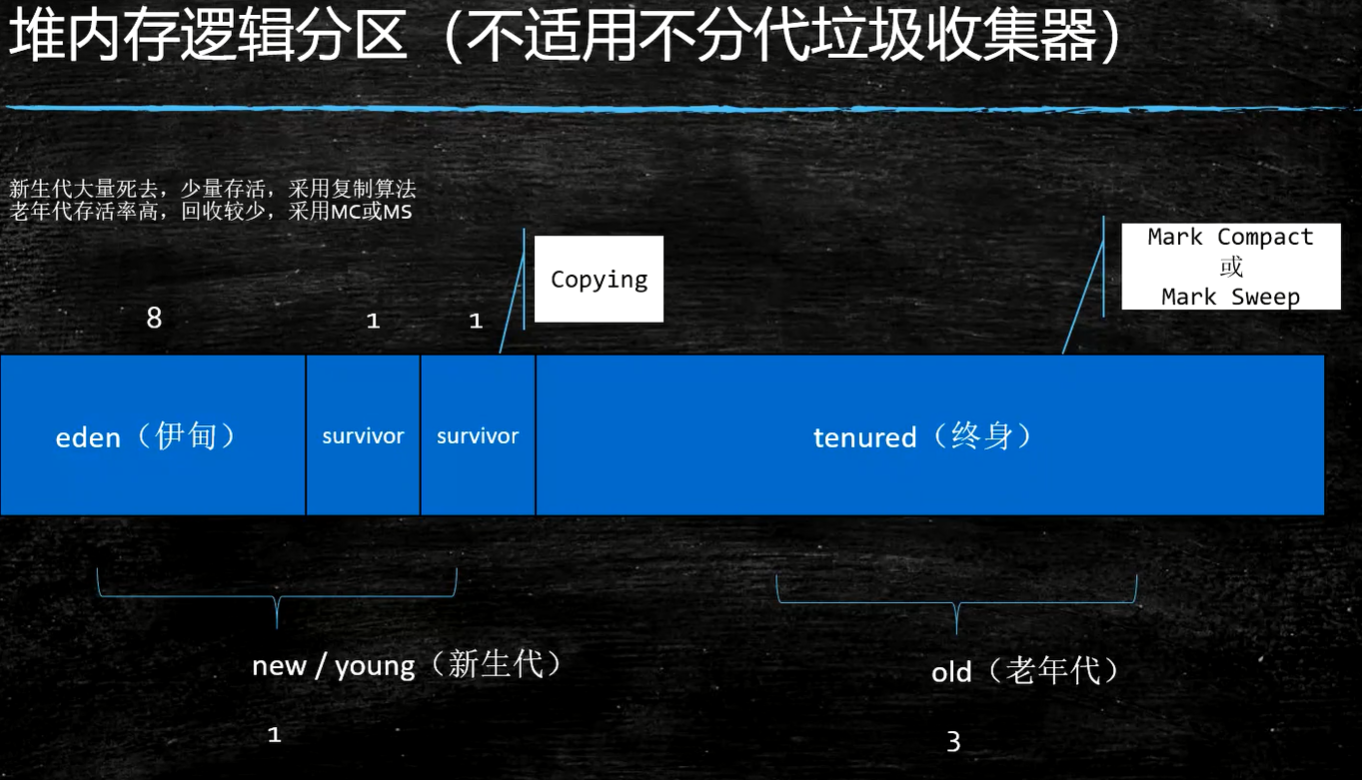 堆内存逻辑分区（不适用不分代垃圾收集器）
新生代大量死去，少量存活，采用复制算法
老年代存活率高，回收较少，采用MC或MS
Copying
Mark Compact
或
Mark Sweep
8
1
1
eden（伊甸）
survivor
survivor
tenured（终身）
new / young（新生代）
old（老年代）
1
3